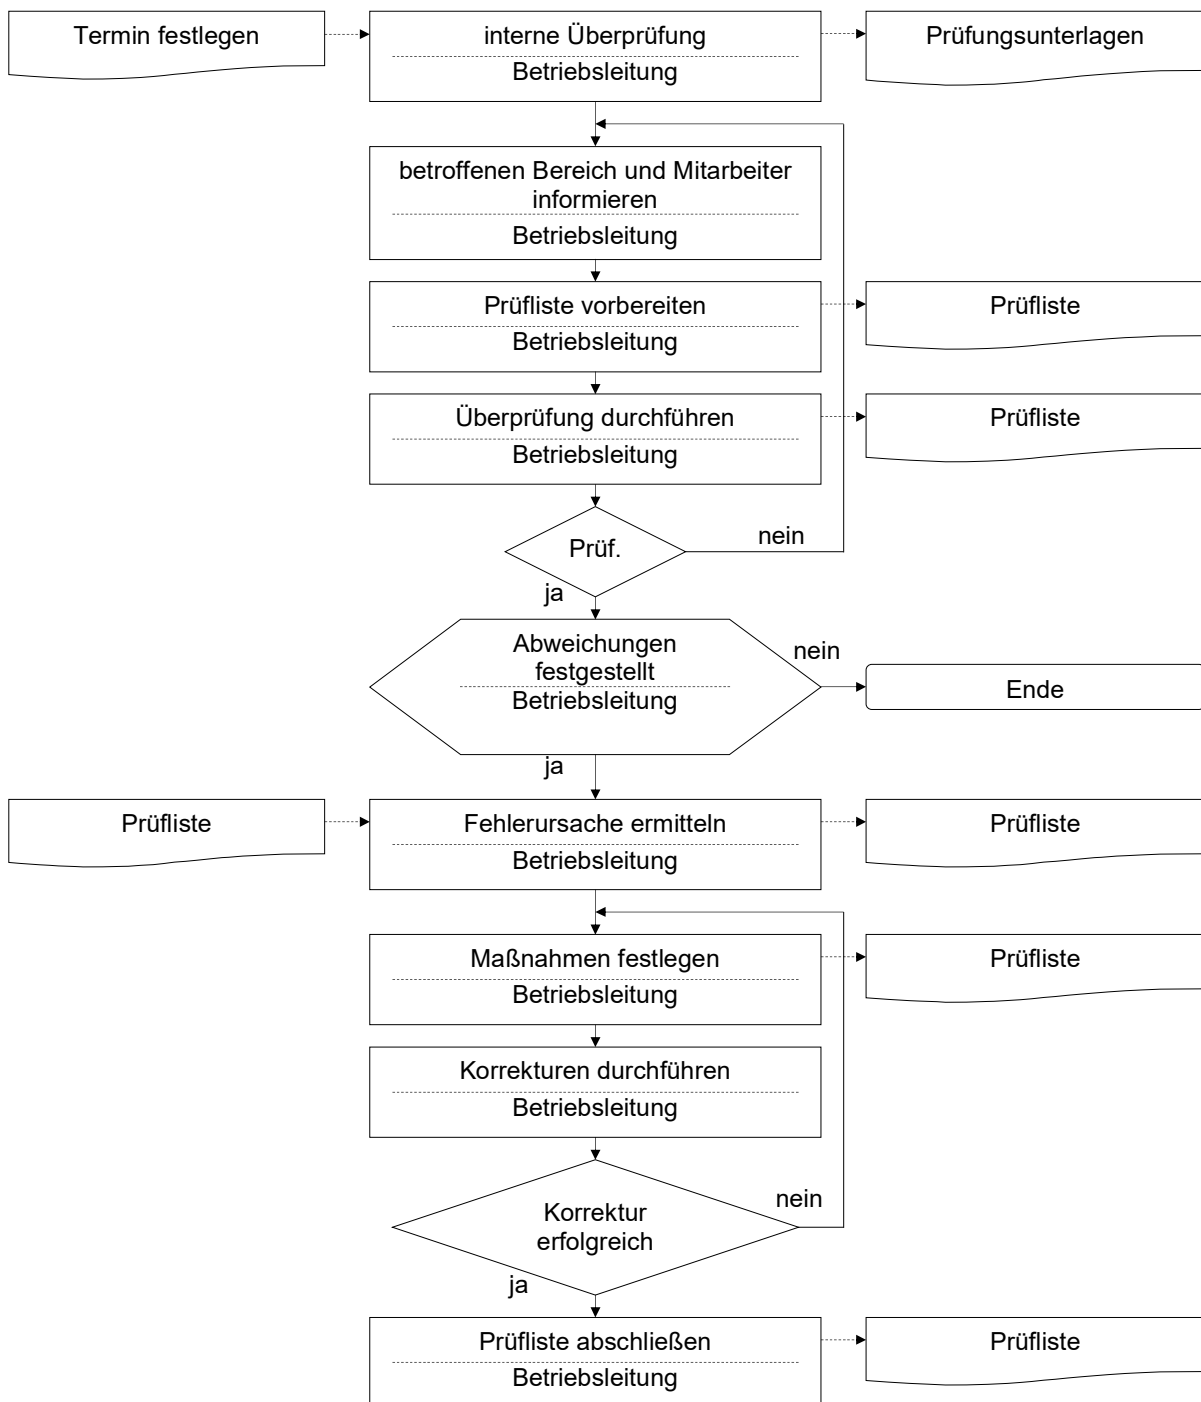 Termin festlegen
interne Überprüfung
Betriebsleitung
Prüfungsunterlagen
betroffenen Bereich und Mitarbeiter
informieren
Betriebsleitung
Prüfliste vorbereiten
Betriebsleitung
Prüfliste
Überprüfung durchführen
Betriebsleitung
Prüfliste
Prüf.
nein
ja
Abweichungen
festgestellt
Betriebsleitung
nein
Ende
ja
Prüfliste
Fehlerursache ermitteln
Betriebsleitung
Prüfliste
Maßnahmen festlegen
Betriebsleitung
Prüfliste
Korrekturen durchführen
Betriebsleitung
Korrektur
erfolgreich
nein
ja
Prüfliste abschließen
Betriebsleitung
Prüfliste